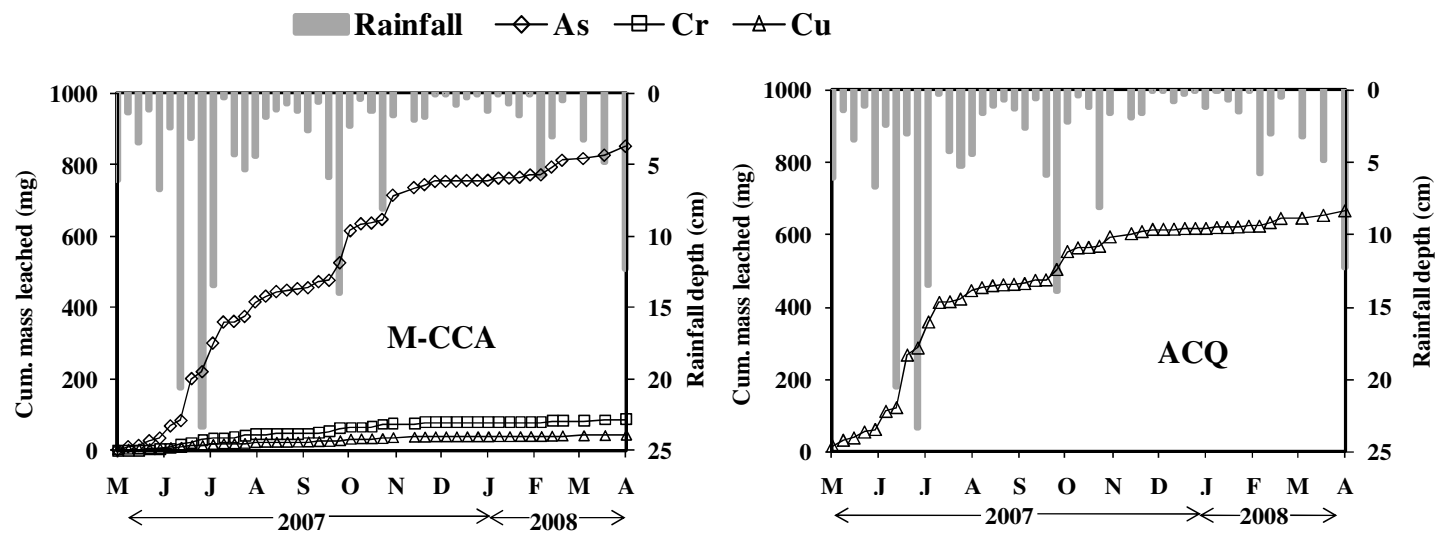 Rainfall As Cr Cu
1000
800
600
400
200
0
Cum. mass leached (mg)
0
5
10
15
20
25
Rainfall depth (cm)
M-CCA
M J J A S O N D J F M A
2007 2008
1000
800
600
400
200
0
Cum. mass leached (mg)
0
5
10
15
20
25
Rainfall depth (cm)
ACQ
M J J A S O N D J F M A
2007 2008